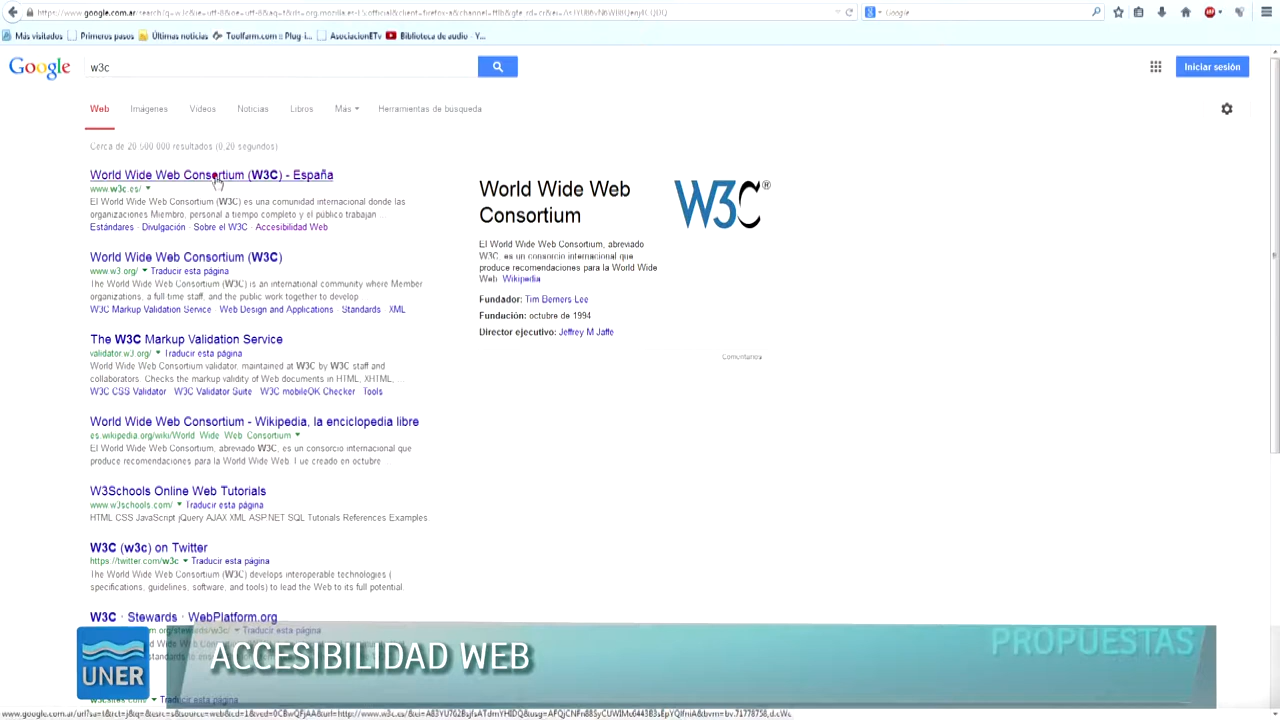 Más visitados Primeros pasos Últimas noticias Toolfarm.com :: Plug-i... AsociacionETv Biblioteca de audio - Y...
Google w3c Iniciar sesión
Web Imágenes Vídeos Noticias Libros Más Herramientas de búsqueda
Cerca de 20.500.000 resultados (0,20 segundos)
World Wide Web Consortium (W3C) - España
www.w3c.es/
El World Wide Web Consortium (W3C) es una comunidad internacional donde las
organizaciones Miembro, personal a tiempo completo y el público trabajan ...
Estándares - Divulgación - Sobre el W3C - Accesibilidad Web
World Wide Web Consortium (W3C)
www.w3.org/ Traducir esta página
The World Wide Web Consortium (W3C) is an international community where Member
organizations, a full time staff, and the public work together to develop
W3C Markup Validation Service - Web Design and Applications - Standards - XML
The W3C Markup Validation Service
validator.w3.org/ Traducir esta página
World Wide Web Consortium validator, maintained at W3C by W3C staff and
collaborators. Checks the markup validity of Web documents in HTML, XHTML, ...
W3C CSS Validator - W3C Validator Suite - W3C mobileOK Checker - Tools
World Wide Web Consortium - Wikipedia, la enciclopedia libre
es.wikipedia.org/wiki/World_Wide_Web_Consortium
El World Wide Web Consortium, abreviado W3C, es un consorcio internacional que
produce recomendaciones para la World Wide Web. Fue creado en octubre
W3Schools Online Web Tutorials
www.w3schools.com/ Traducir esta página
HTML CSS JavaScript jQuery AJAX XML ASP.NET SQL Tutorials References Examples
W3C (w3c) on Twitter
https://twitter.com/w3c Traducir esta página
The World Wide Web Consortium (W3C) develops interoperable technologies (
specifications, guidelines, software, and tools) to lead the Web to its full potential.
W3C · Stewards · WebPlatform.org
Traducir esta página
World Wide Web
Consortium
W3C®
El World Wide Web Consortium, abreviado
W3C, es un consorcio internacional que
produce recomendaciones para la World Wide
Web. Wikipedia
Fundador: Tim Berners Lee
Fundación: octubre de 1994
Director ejecutivo: Jeffrey M Jaffe
Comentarios
PROPUESTAS
UNER
ACCESIBILIDAD WEB
Traducir esta página